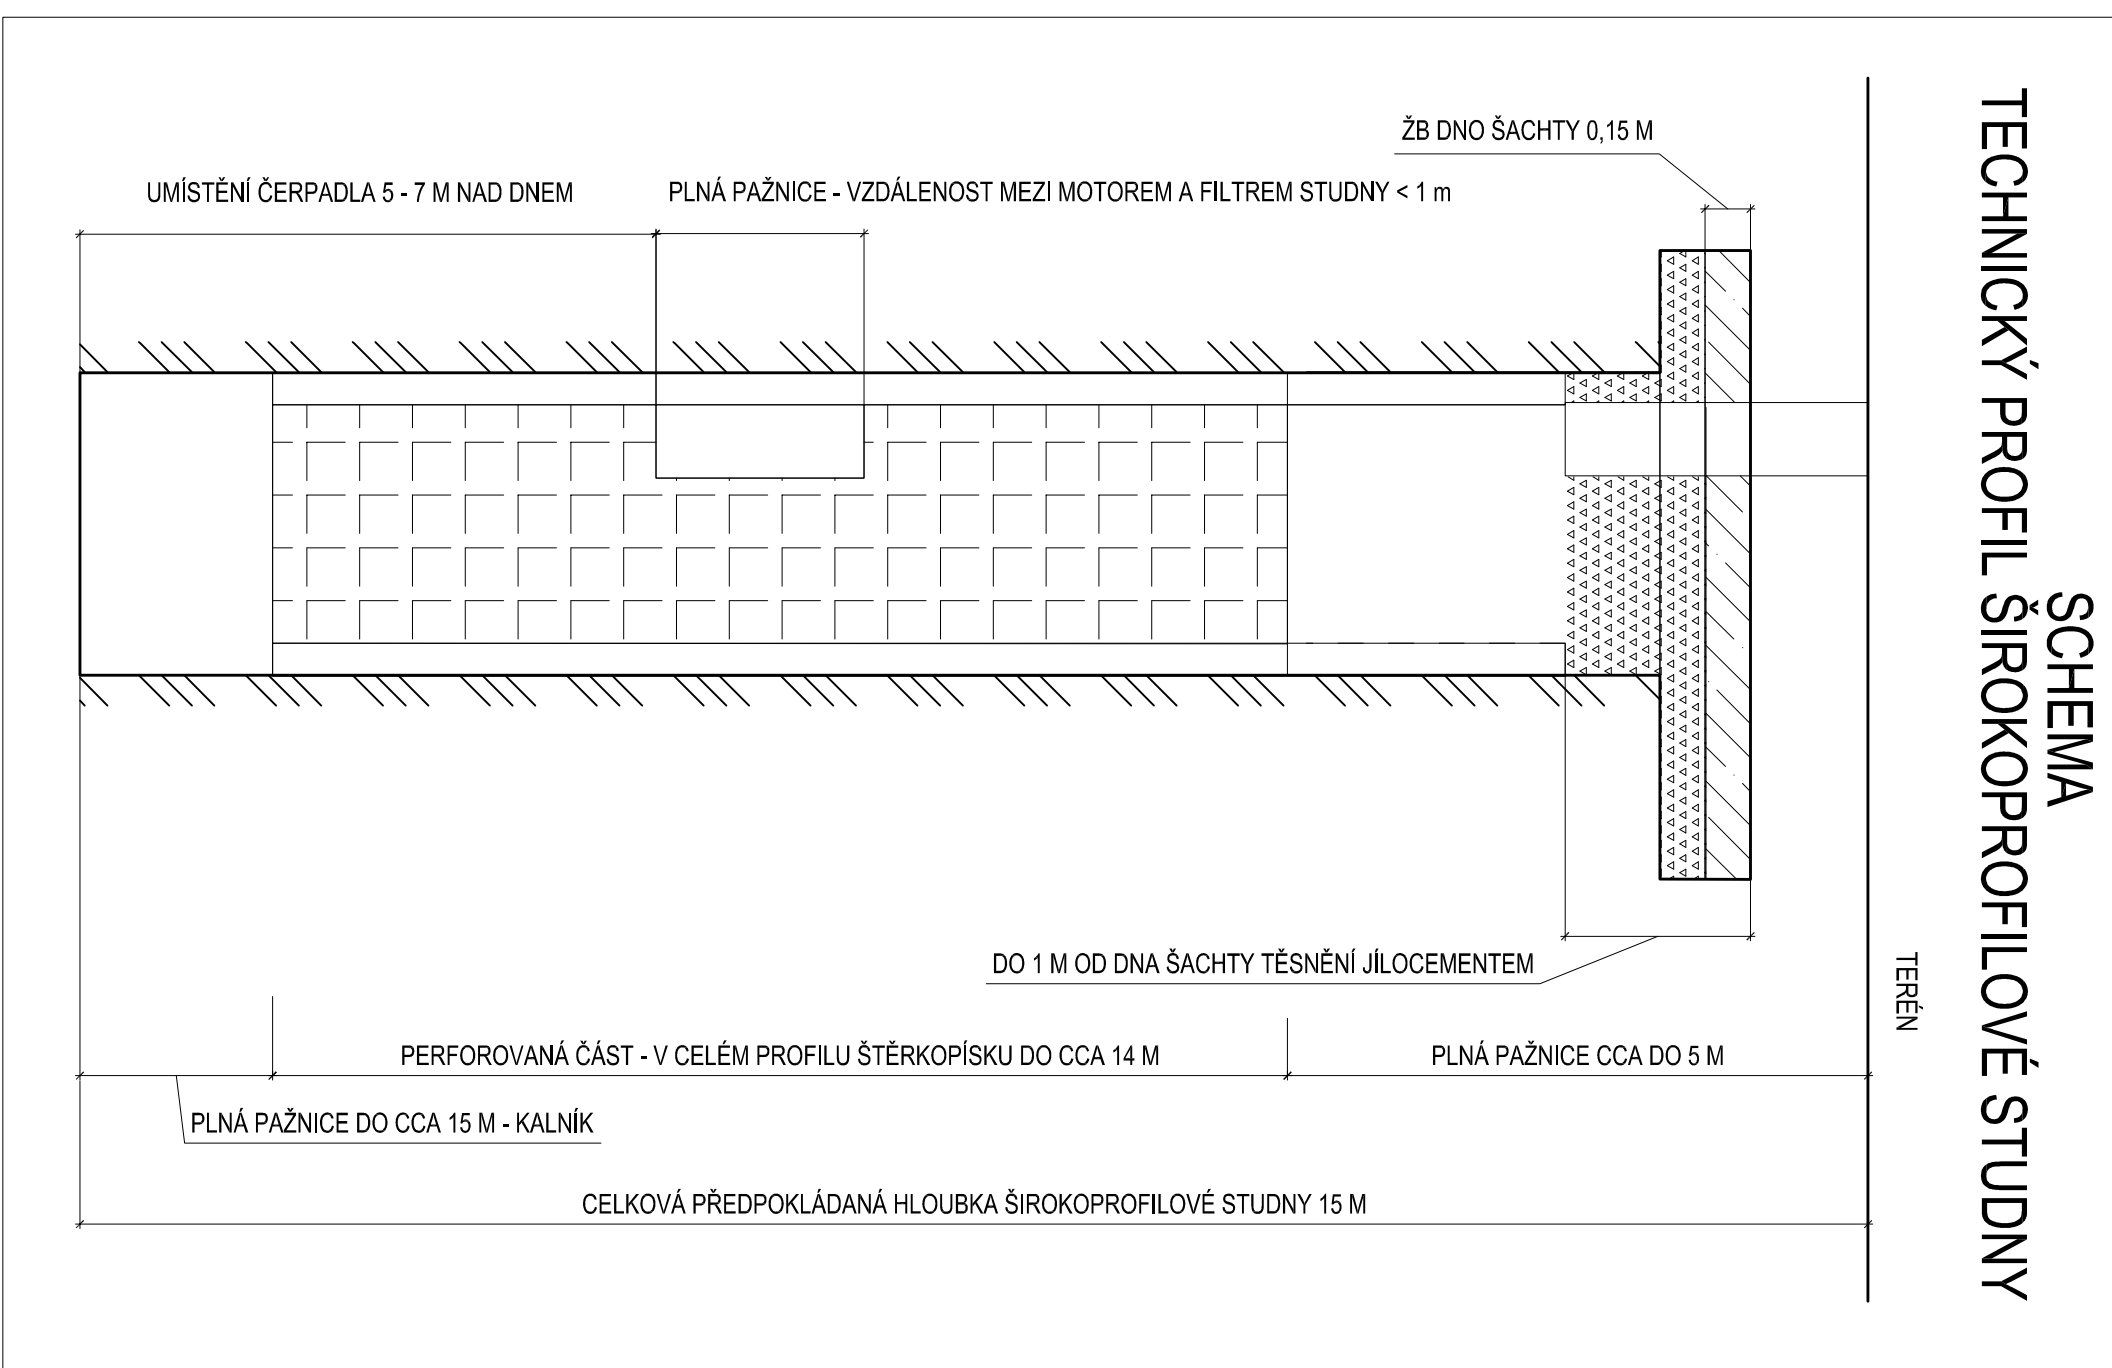 SCHEMA
TECHNICKÝ PROFIL ŠIROKOPROFILOVÉ STUDNY
ŽB DNO ŠACHTY 0,15 M
UMÍSTĚNÍ ČERPADLA 5 - 7 M NAD DNEM
PLNÁ PAŽNICE - VZDÁLENOST MEZI MOTOREM A FILTREM STUDNY < 1 m
DO 1 M OD DNA ŠACHTY TĚSNĚNÍ JÍLOCEMENTEM
TERÉN
PERFOROVANÁ ČÁST - V CELÉM PROFILU ŠTĚRKOPÍSKU DO CCA 14 M
PLNÁ PAŽNICE CCA DO 5 M
PLNÁ PAŽNICE DO CCA 15 M - KALNÍK
CELKOVÁ PŘEDPOKLÁDANÁ HLOUBKA ŠIROKOPROFILOVÉ STUDNY 15 M